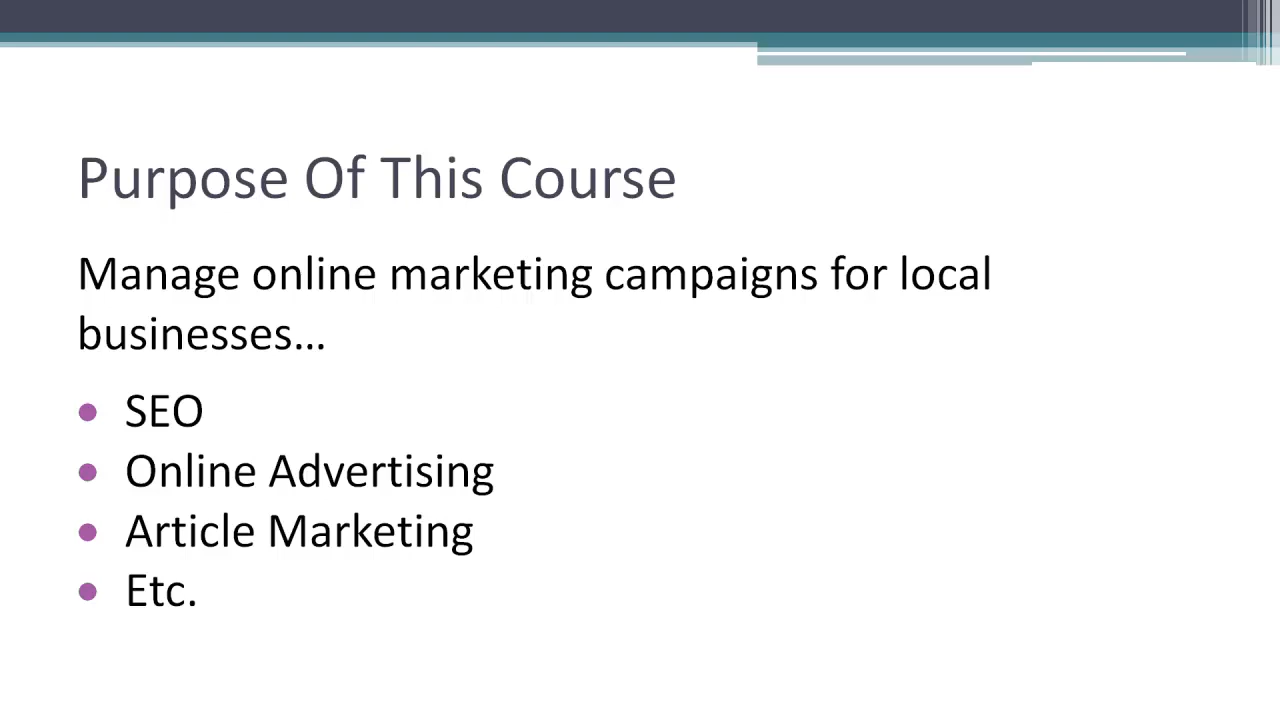 Purpose Of This Course
Manage online marketing campaigns for local
businesses…
• SEO
• Online Advertising
• Article Marketing
• Etc.